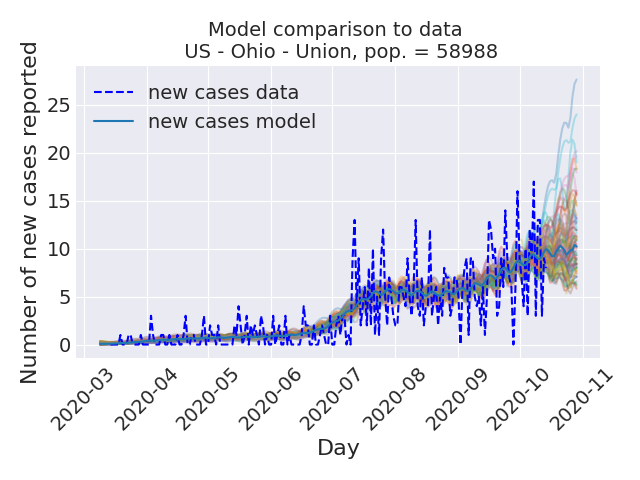 Model comparison to data
US - Ohio - Union, pop. = 58988
Number of new cases reported
25
20
15
10
5
0
new cases data
new cases model
2020-03
2020-04
2020-05
2020-06
2020-07
2020-08
2020-09
2020-10
2020-11
Day